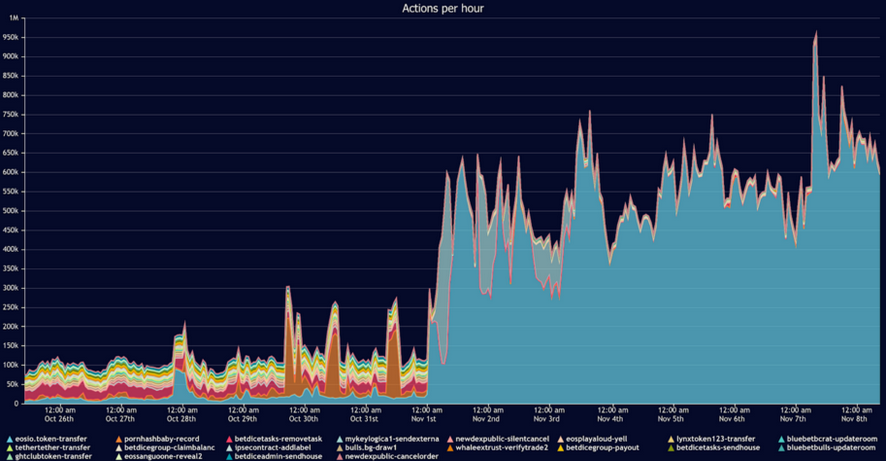 Actions per hour
1M
950k
900k
850k
800k
750k
700k
650k
600k
550k
500k
450k
400k
350k
300k
250k
200k
150k
100k
50k
0
12:00 am 12:00 am 12:00 am 12:00 am 12:00 am 12:00 am 12:00 am 12:00 am 12:00 am 12:00 am 12:00 am 12:00 am 12:00 am 12:00 am
Oct 26th Oct 27th Oct 28th Oct 29th Oct 30th Oct 31st Nov 1st Nov 2nd Nov 3rd Nov 4th Nov 5th Nov 6th Nov 7th Nov 8th
eosio.token-transfer pornhashbaby-record betdicetasks-removetask mykeylogica1-sendexterna newdexpublic-silentcancel eosplayaloud-yell lynxtoken123-transfer bluebetbcrat-updateroom
tethertether-transfer betdicegroup-claimbalanc ipsecontract-addlabel bulls.bg-draw1 whaleextrust-verifytrade2 betdicegroup-payout betdicetasks-sendhouse bluebetbulls-updateroom
ghtclubtoken-transfer eossanguoone-reveal2 betdiceadmin-sendhouse newdexpublic-cancelorder